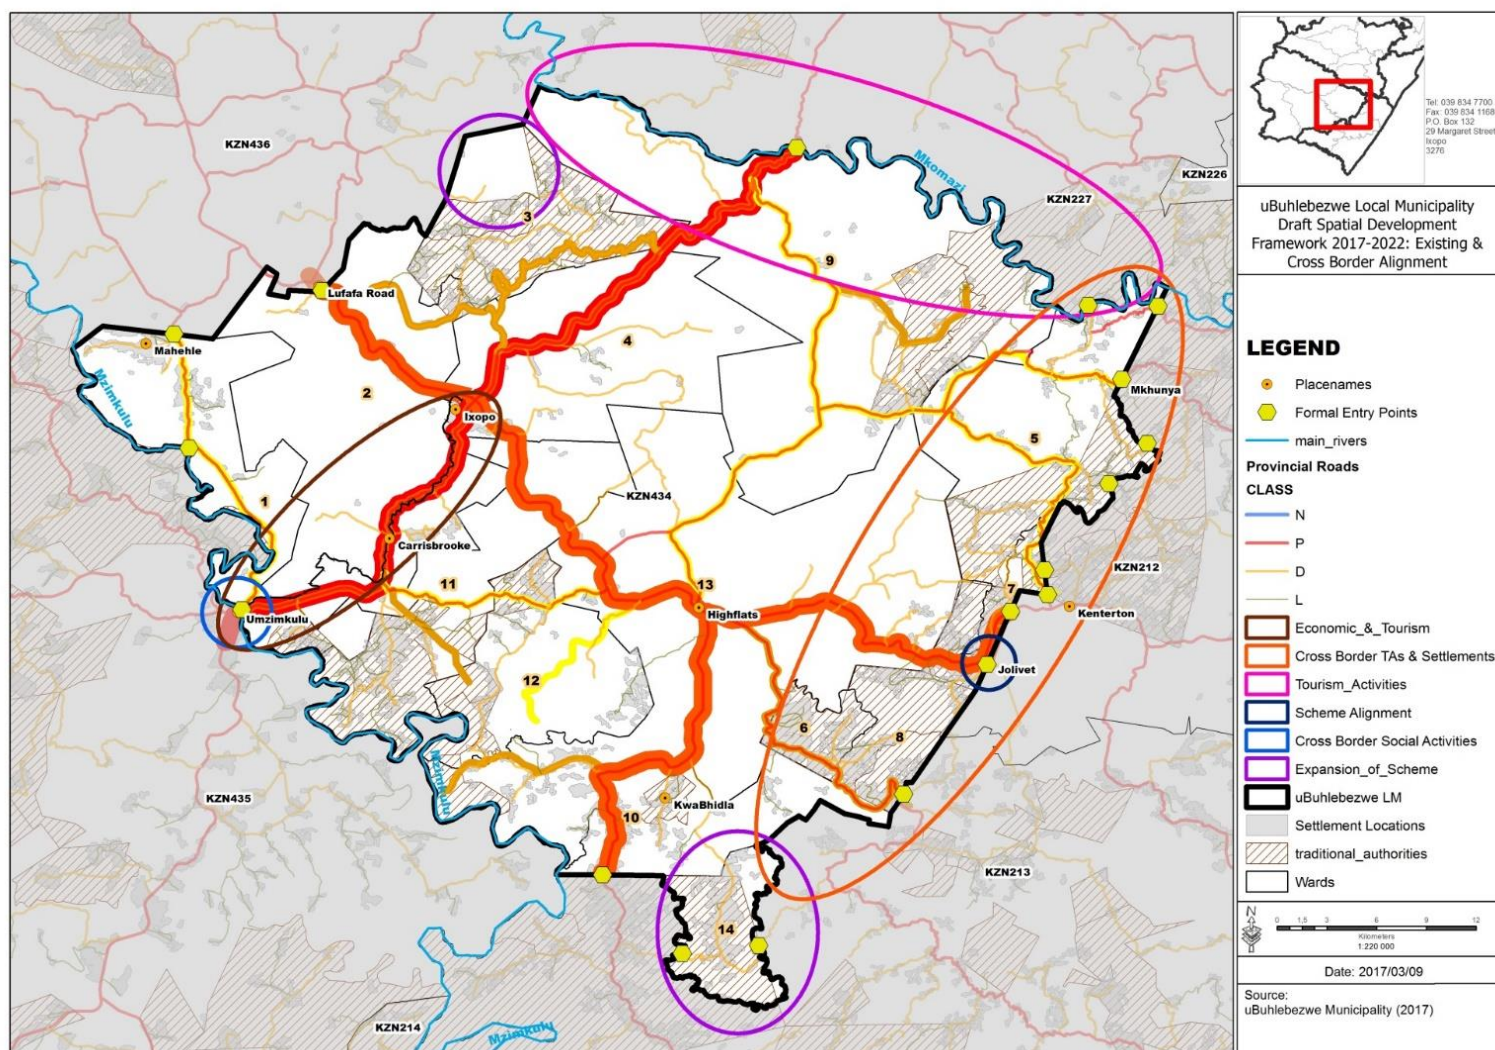 KZN436
KZN226
KZN227
Mkomazi
3
9
Lufafa Road
Mahehle
4
Mzimkulu
2
Mkhunya
Ixopo
5
1
KZN434
Carrisbrooke
KZN212
11
13
7
Kenterton
Highflats
Umzimkulu
Jolivet
12
6
8
Mzimkulu
KZN435
KwaBhidla
10
KZN213
14
KZN214
Mzimkulu
Tel: 039 834 7700
Fax: 039 834 1168
P.O. Box 132
29 Margaret Street
Ixopo
3276
uBuhlebezwe Local Municipality
Draft Spatial Development
Framework 2017-2022: Existing &
Cross Border Alignment
LEGEND
Placenames
Formal Entry Points
main_rivers
Provincial Roads
CLASS
N
P
D
L
Economic_&_Tourism
Cross Border TAs & Settlements
Tourism_Activities
Scheme Alignment
Cross Border Social Activities
Expansion_of_Scheme
uBuhlebezwe LM
Settlement Locations
traditional_authorities
Wards
N
0 1,5 3 6 9 12
Kilometers
1:220 000
Date: 2017/03/09
Source:
uBuhlebezwe Municipality (2017)